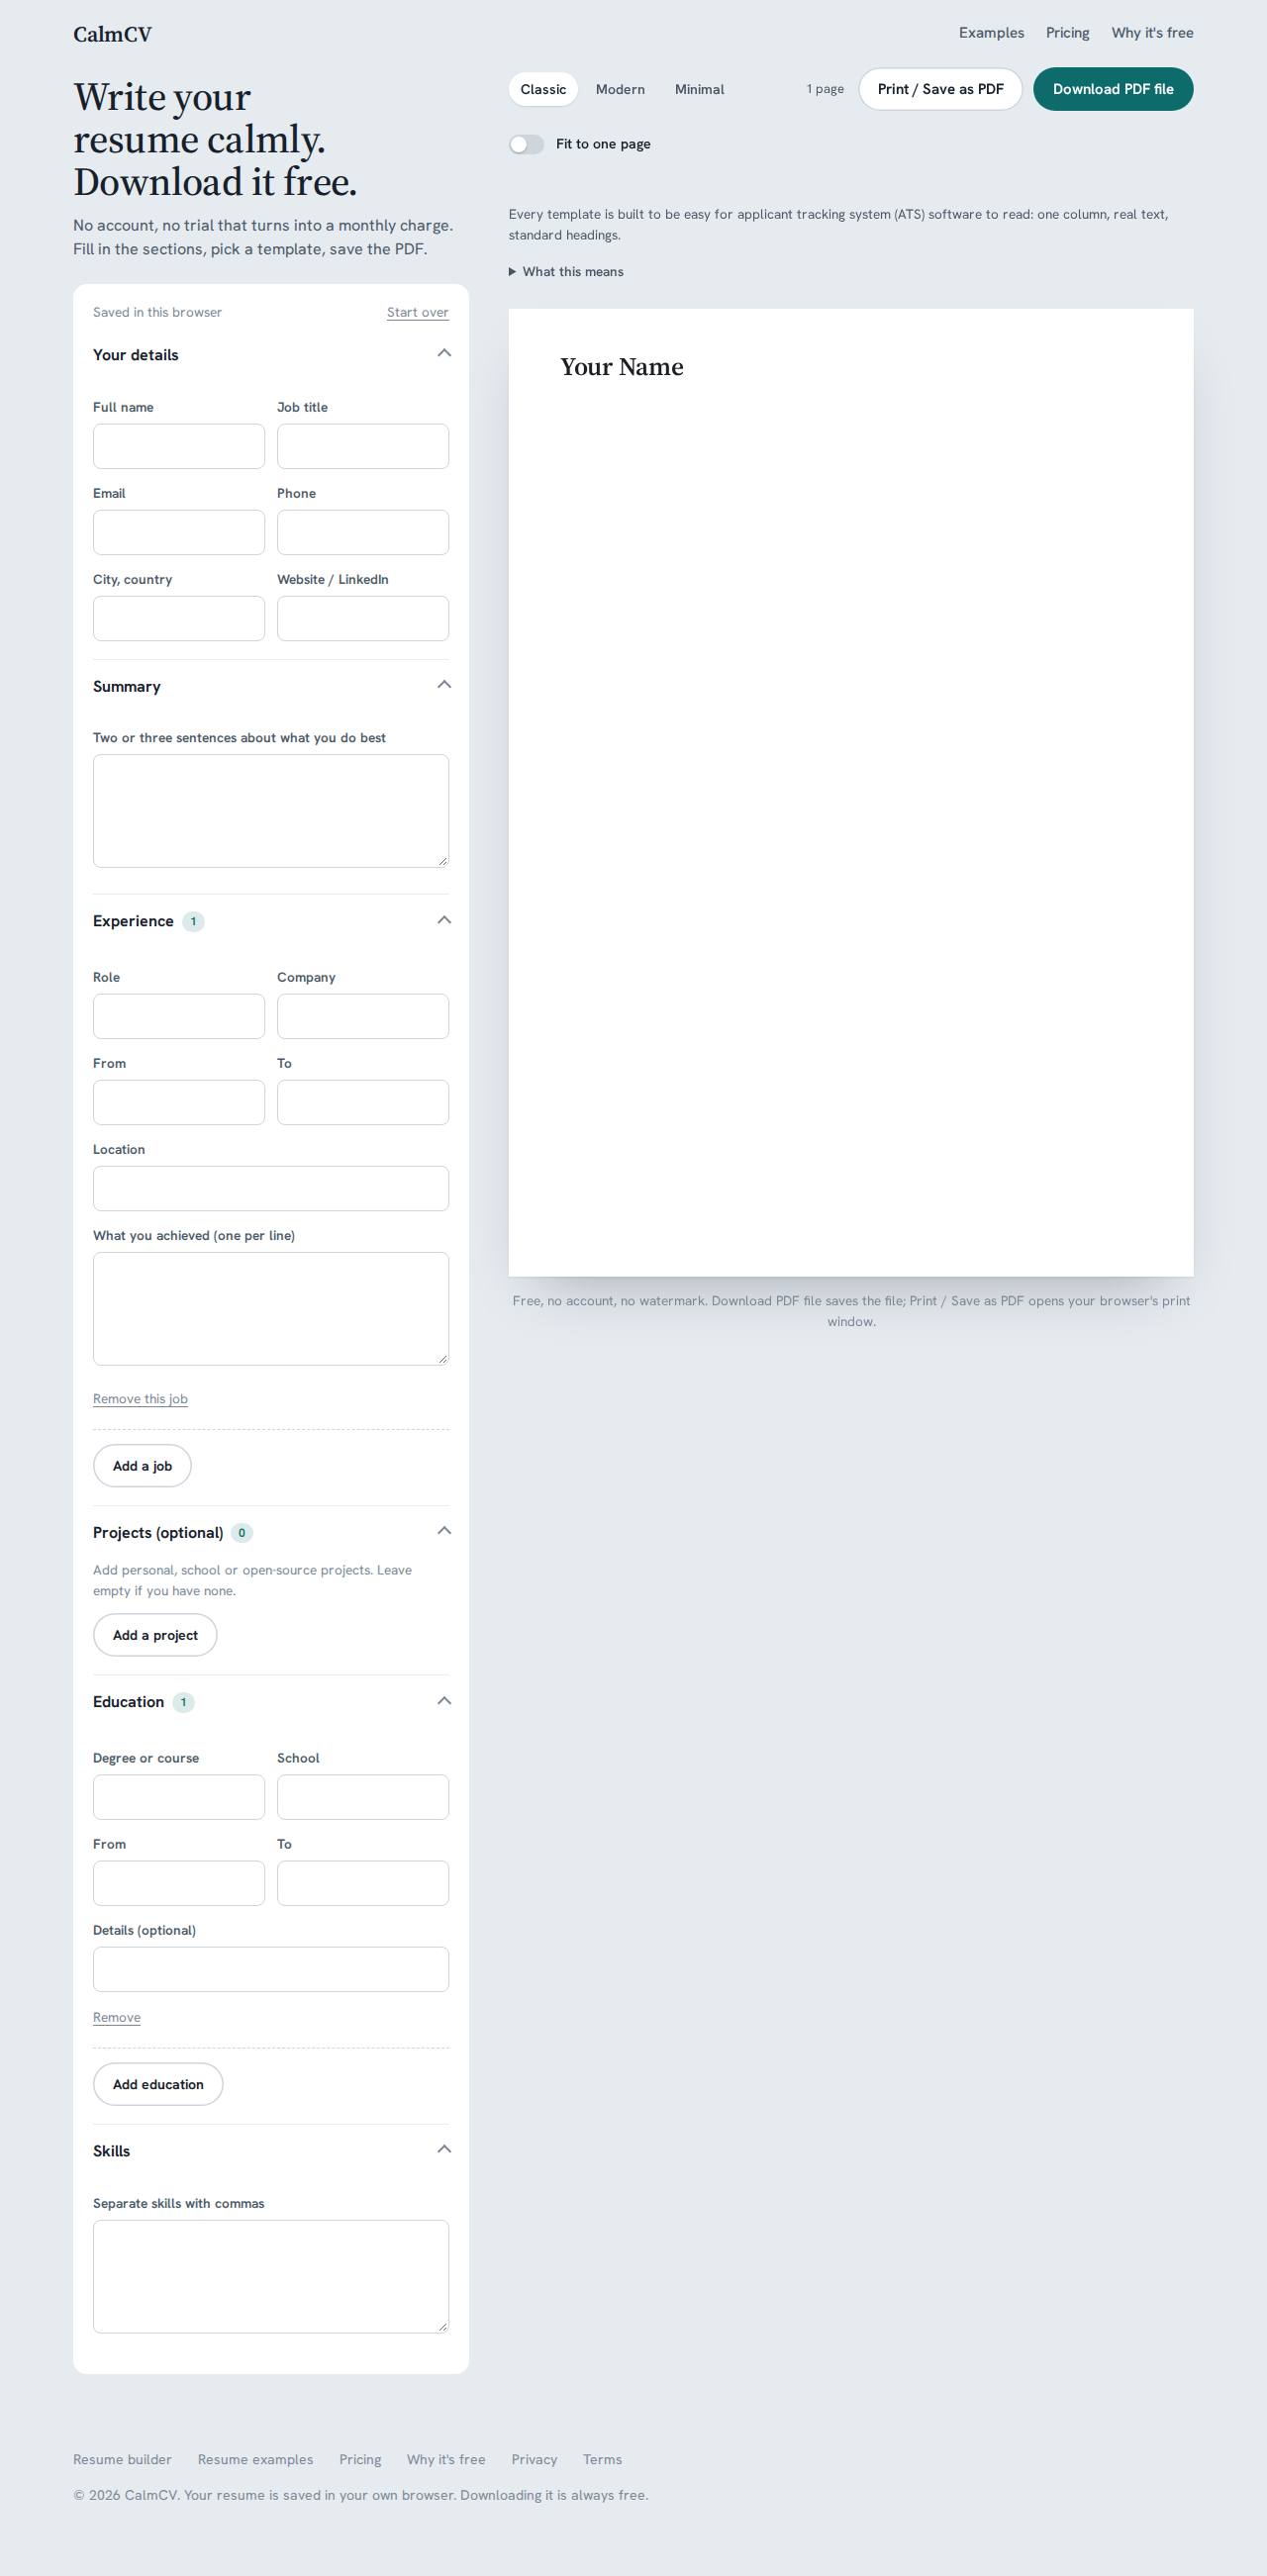 CalmCV
Examples
Pricing
Why it's free
Write your
resume calmly.
Download it free.
No account, no trial that turns into a monthly charge.
Fill in the sections, pick a template, save the PDF.
Saved in this browser
Start over
Your details
Full name
Job title
Email
Phone
City, country
Website / LinkedIn
Summary
Two or three sentences about what you do best
Experience 1
Role
Company
From
To
Location
What you achieved (one per line)
Remove this job
Add a job
Projects (optional) 0
Add personal, school or open-source projects. Leave
empty if you have none.
Add a project
Education 1
Degree or course
School
From
To
Details (optional)
Remove
Add education
Skills
Separate skills with commas
Classic
Modern
Minimal
1 page
Print / Save as PDF
Download PDF file
Fit to one page
Every template is built to be easy for applicant tracking system (ATS) software to read: one column, real text,
standard headings.
What this means
Your Name
Free, no account, no watermark. Download PDF file saves the file; Print / Save as PDF opens your browser's print
window.
Resume builder
Resume examples
Pricing
Why it's free
Privacy
Terms
© 2026 CalmCV. Your resume is saved in your own browser. Downloading it is always free.